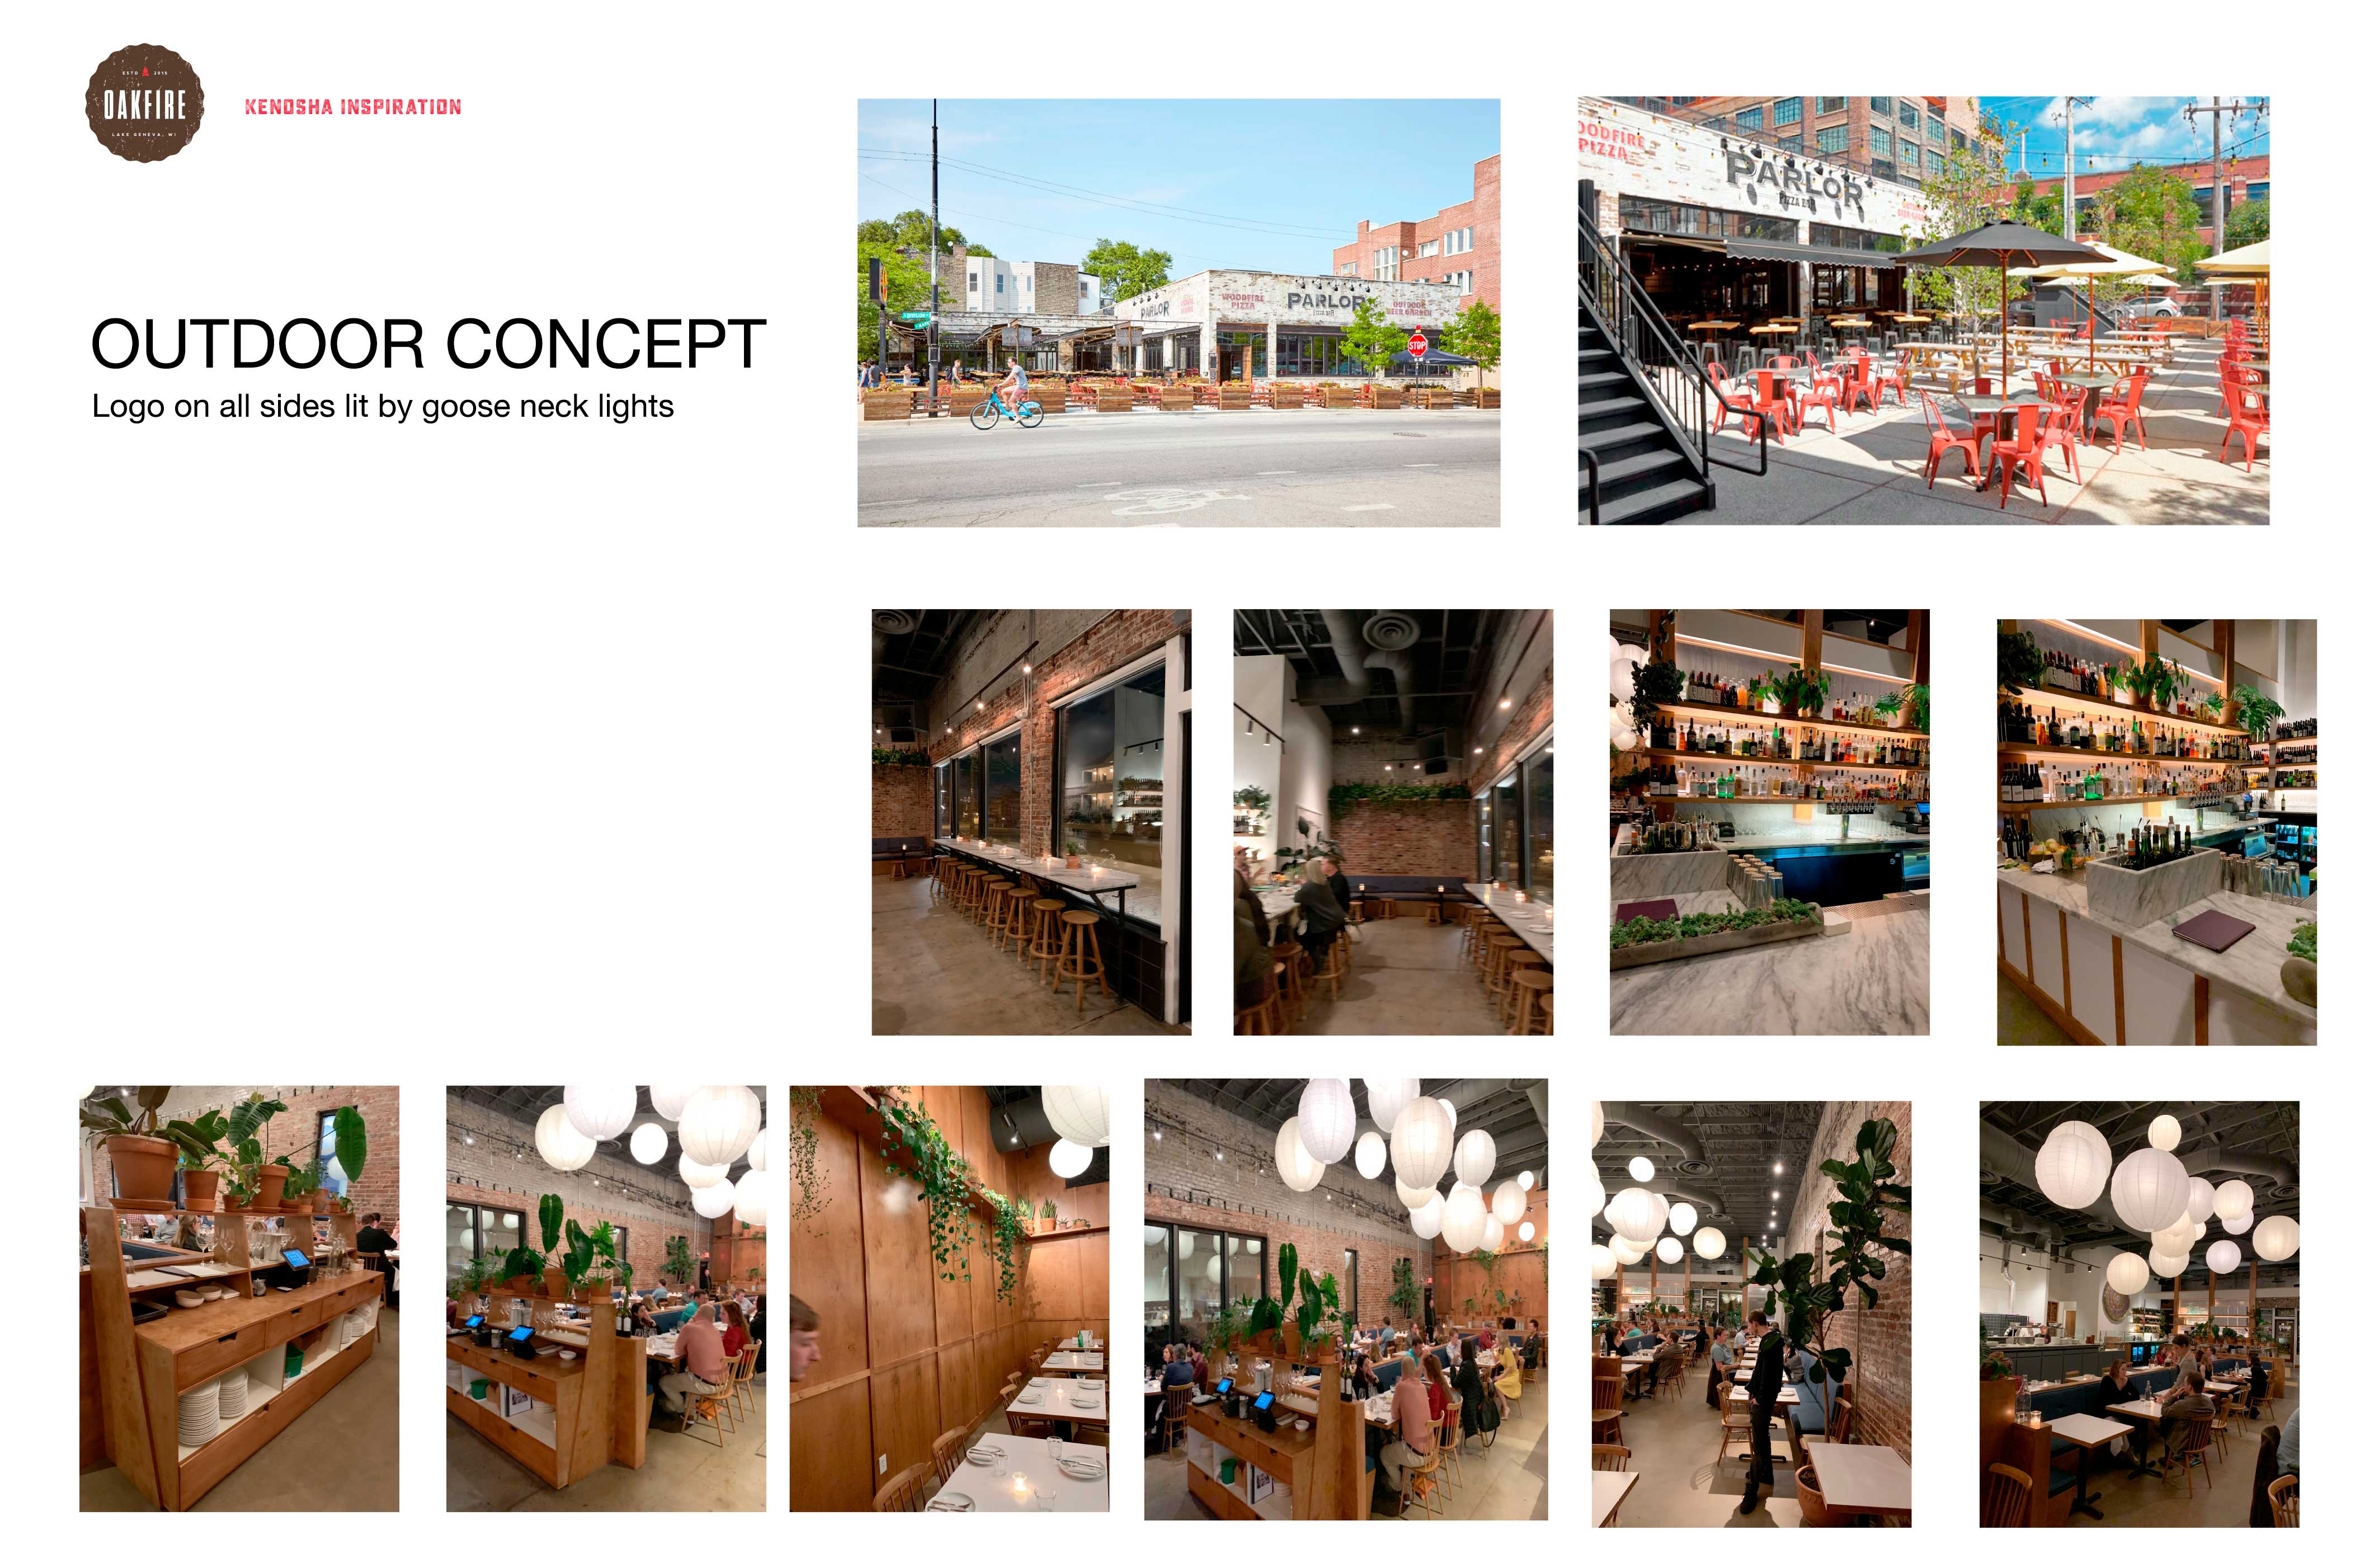 ESTD 2015
OAKFIRE
LAKE GENEVA, WI
KENOSHA INSPIRATION
OUTDOOR CONCEPT
Logo on all sides lit by goose neck lights
PARLOR
WOODFIRE
PIZZA
PARLOR
PIZZA BAR
OUTDOOR
BEER GARDEN
STOP
OODFIRE
PIZZA
PARLOR
PIZZA BAR